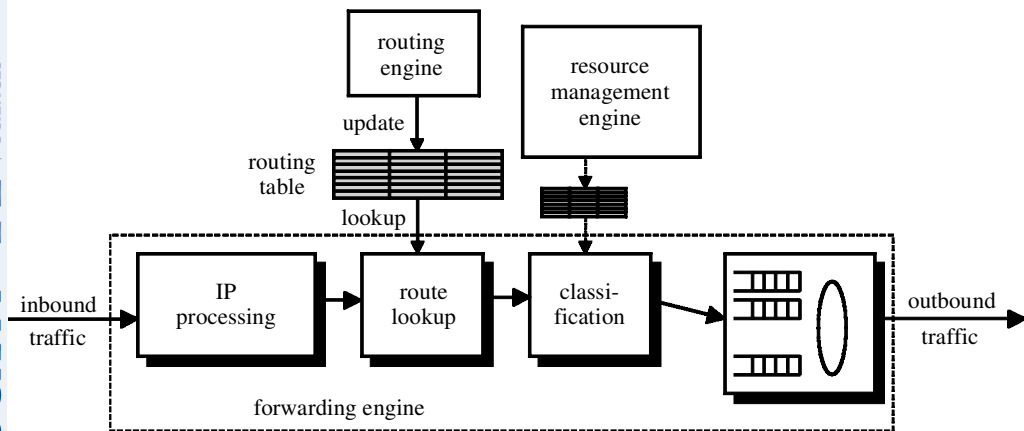 routing
engine
resource
management
engine
update
routing
table
lookup
inbound
traffic
IP
processing
route
lookup
classi-
fication
outbound
traffic
forwarding engine